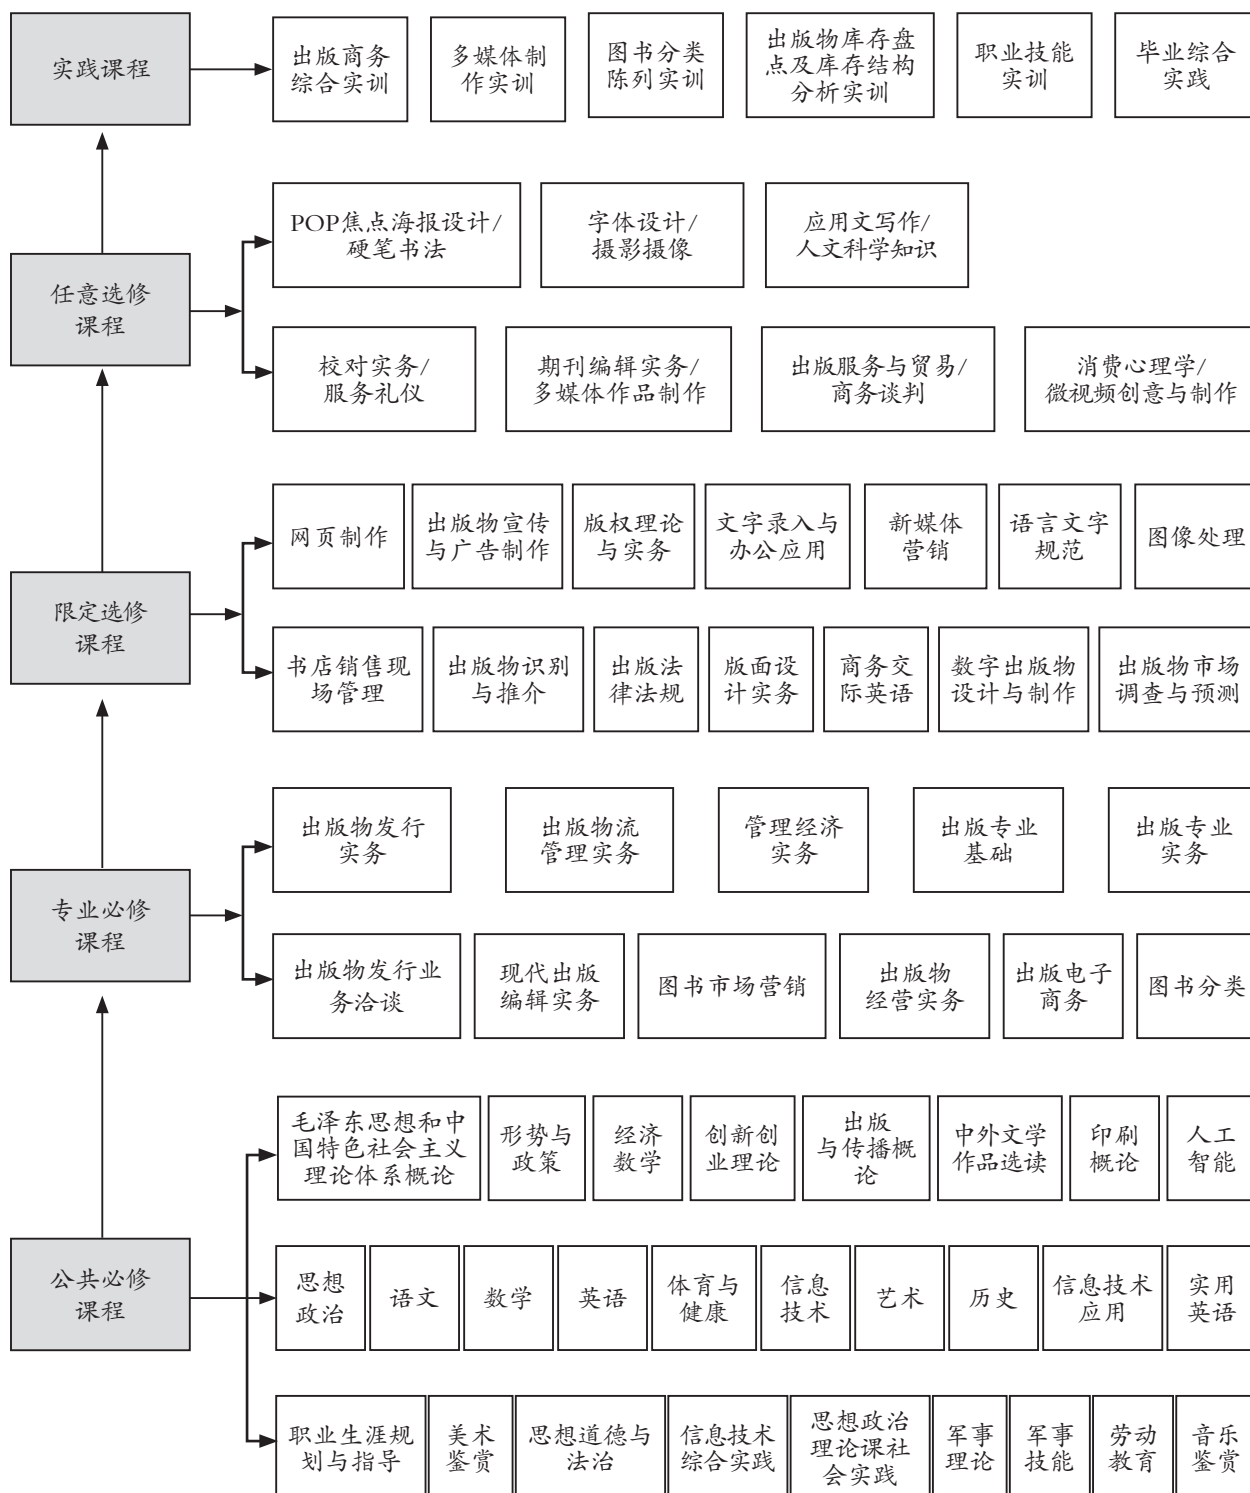 实践课程
出版商务
综合实训
多媒体制
作实训
图书分类
陈列实训
出版物库存盘
点及库存结构
分析实训
职业技能
实训
毕业综合
实践
任意选修
课程
POP焦点海报设计/
硬笔书法
字体设计/
摄影摄像
应用文写作/
人文科学知识
校对实务/
服务礼仪
期刊编辑实务/
多媒体作品制作
出版服务与贸易/
商务谈判
消费心理学/
微视频创意与制作
限定选修
课程
网页制作
出版物宣传
与广告制作
版权理论
与实务
文字录入与
办公应用
新媒体
营销
语言文字
规范
图像处理
书店销售现
场管理
出版物识别
与推介
出版法
律法规
版面设
计实务
商务交
际英语
数字出版物
设计与制作
出版物市场
调查与预测
专业必修
课程
出版物发行
实务
出版物流
管理实务
管理经济
实务
出版专业
基础
出版专业
实务
出版物发行业
务洽谈
现代出版
编辑实务
图书市场营销
出版物
经营实务
出版电子
商务
图书分类
公共必修
课程
毛泽东思想和中
国特色社会主义
理论体系概论
形势与
政策
经济
数学
创新创
业理论
出版
与传播概
论
中外文学
作品选读
印刷
概论
人工
智能
思想
政治
语文
数学
英语
体育与
健康
信息
技术
艺术
历史
信息技术
应用
实用
英语
职业生涯规
划与指导
美术
鉴赏
思想道德与
法治
信息技术
综合实践
思想政治
理论课社
会实践
军事
理论
军事
技能
劳动
教育
音乐
鉴赏